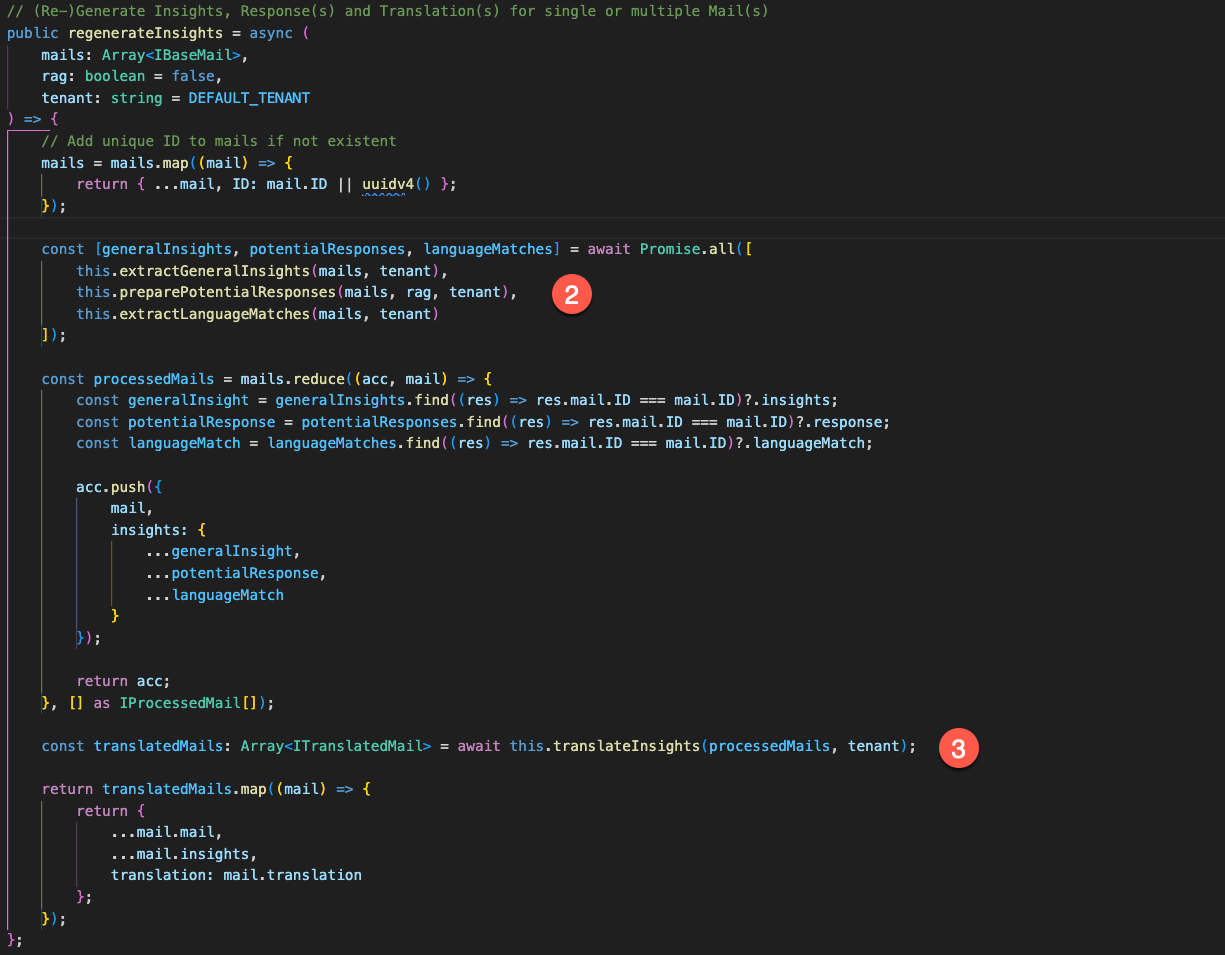 // (Re-)Generate Insights, Response(s) and Translation(s) for single or multiple Mail(s)
public regenerateInsights = async (
    mails: Array<IBaseMail>,
    rag: boolean = false,
    tenant: string = DEFAULT_TENANT
) => {
    // Add unique ID to mails if not existent
    mails = mails.map((mail) => {
        return { ...mail, ID: mail.ID || uuidv4() };
    });

    const [generalInsights, potentialResponses, languageMatches] = await Promise.all([
        this.extractGeneralInsights(mails, tenant),
        this.preparePotentialResponses(mails, rag, tenant), 2
        this.extractLanguageMatches(mails, tenant)
    ]);

    const processedMails = mails.reduce((acc, mail) => {
        const generalInsight = generalInsights.find((res) => res.mail.ID === mail.ID)?.insights;
        const potentialResponse = potentialResponses.find((res) => res.mail.ID === mail.ID)?.response;
        const languageMatch = languageMatches.find((res) => res.mail.ID === mail.ID)?.languageMatch;

        acc.push({
            mail,
            insights: {
                ...generalInsight,
                ...potentialResponse,
                ...languageMatch
            }
        });

        return acc;
    }, [] as IProcessedMail[]);

    const translatedMails: Array<ITranslatedMail> = await this.translateInsights(processedMails, tenant); 3

    return translatedMails.map((mail) => {
        return {
            ...mail.mail,
            ...mail.insights,
            translation: mail.translation
        };
    });
};